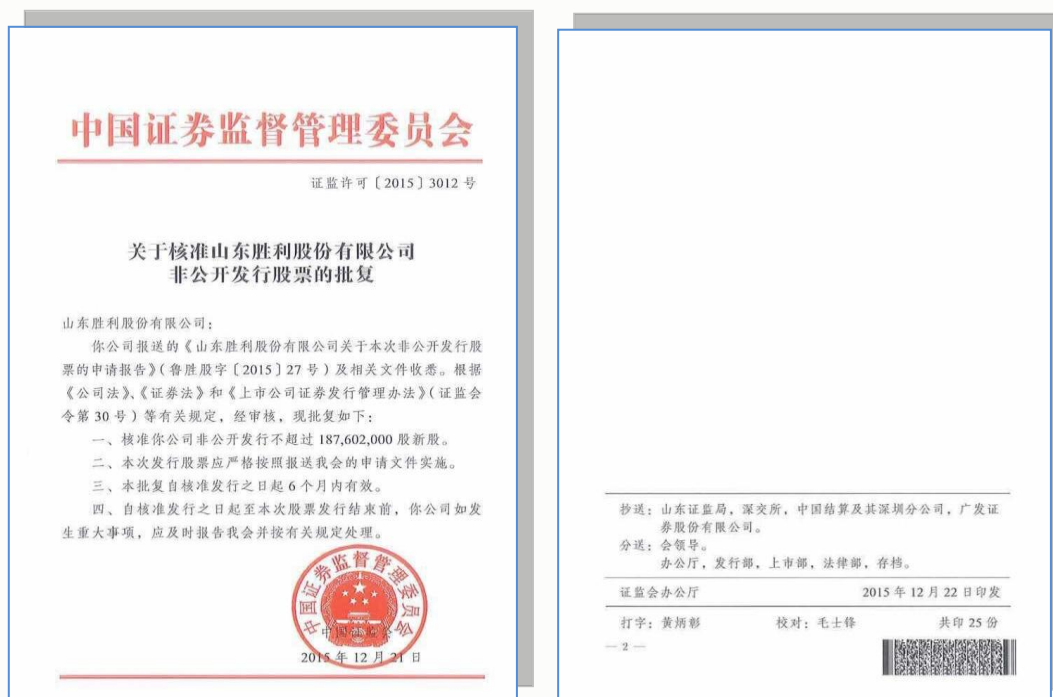 中国证券监督管理委员会
证监许可〔2015〕3012 号
关于核准山东胜利股份有限公司
非公开发行股票的批复
山东胜利股份有限公司：
你公司报送的《山东胜利股份有限公司关于本次非公开发行股
票的申请报告》（鲁胜股字〔2015〕27 号）及相关文件收悉。根据
《公司法》、《证券法》和《上市公司证券发行管理办法》（证监会
令第 30 号）等有关规定，经审核，现批复如下：
一、核准你公司非公开发行不超过 187,602,000 股新股。
二、本次发行股票应严格按照报送我会的申请文件实施。
三、本批复自核准发行之日起 6 个月内有效。
四、自核准发行之日起至本次股票发行结束前，你公司如发
生重大事项，应及时报告我会并按有关规定处理。
中国证券监督管理委员会
中国证监会
2015 年 12 月 21 日
抄送：山东证监局，深交所，中国结算及其深圳分公司，广发证
券股份有限公司。
分送：会领导。
办公厅，发行部，上市部，法律部，存档。
证监会办公厅 2015 年 12 月 22 日印发
打字：黄炳彰 校对：毛士锋 共印 25 份
— 2 —